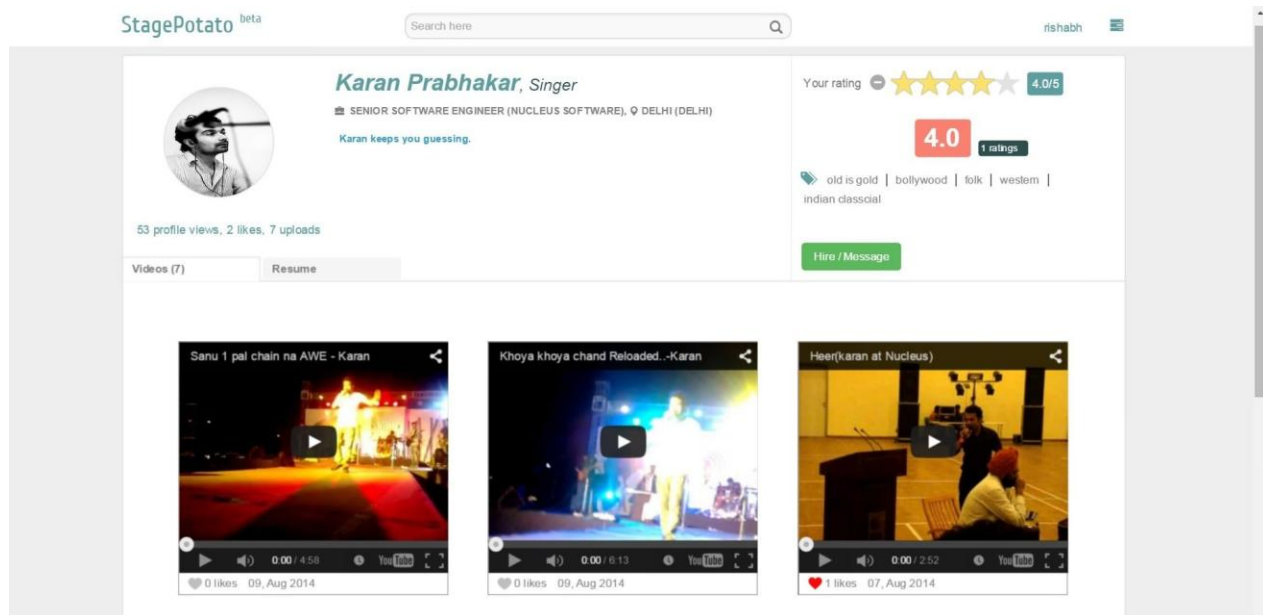 StagePotato beta
Search here
rishabh
Karan Prabhakar, Singer
SENIOR SOFTWARE ENGINEER (NUCLEUS SOFTWARE), DELHI (DELHI)
Karan keeps you guessing.
53 profile views, 2 likes, 7 uploads
Your rating 4.0/5
4.0 1 ratings
old is gold | bollywood | folk | western |
indian classcial
Hire / Message
Videos (7) Resume
Sanu 1 pal chain na AWE - Karan
0:00 / 4:58 YouTube
0 likes 09, Aug 2014
Khoya khoya chand Reloaded..-Karan
0:00 / 6:13 YouTube
0 likes 09, Aug 2014
Heer(karan at Nucleus)
0:00 / 2:52 YouTube
1 likes 07, Aug 2014